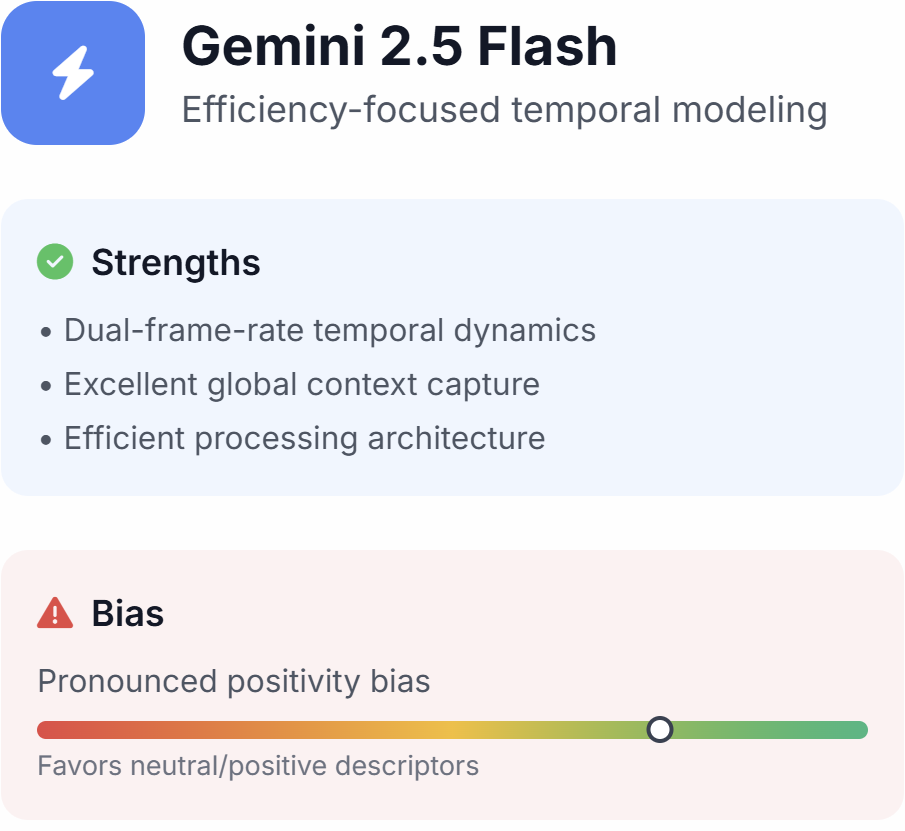 Gemini 2.5 Flash
Efficiency-focused temporal modeling
Strengths
• Dual-frame-rate temporal dynamics
• Excellent global context capture
• Efficient processing architecture
Bias
Pronounced positivity bias
Favors neutral/positive descriptors